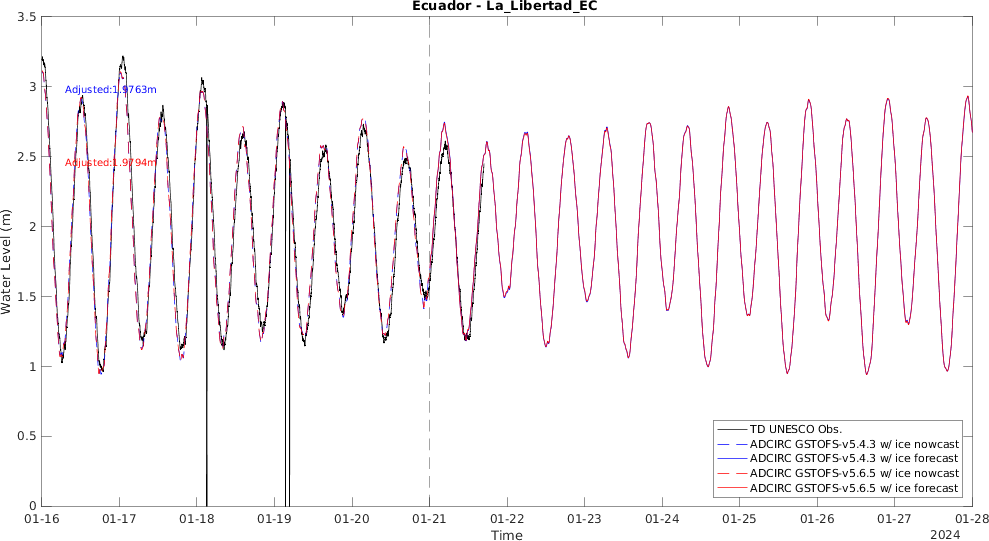 Ecuador - La_Libertad_EC
3.5
3
2.5
2
1.5
1
0.5
0
Water Level (m)
Adjusted:1.9763m
Adjusted:1.9794m
TD UNESCO Obs.
ADCIRC GSTOFS-v5.4.3 w/ ice nowcast
ADCIRC GSTOFS-v5.4.3 w/ ice forecast
ADCIRC GSTOFS-v5.6.5 w/ ice nowcast
ADCIRC GSTOFS-v5.6.5 w/ ice forecast
01-16 01-17 01-18 01-19 01-20 01-21 01-22 01-23 01-24 01-25 01-26 01-27 01-28
Time
2024